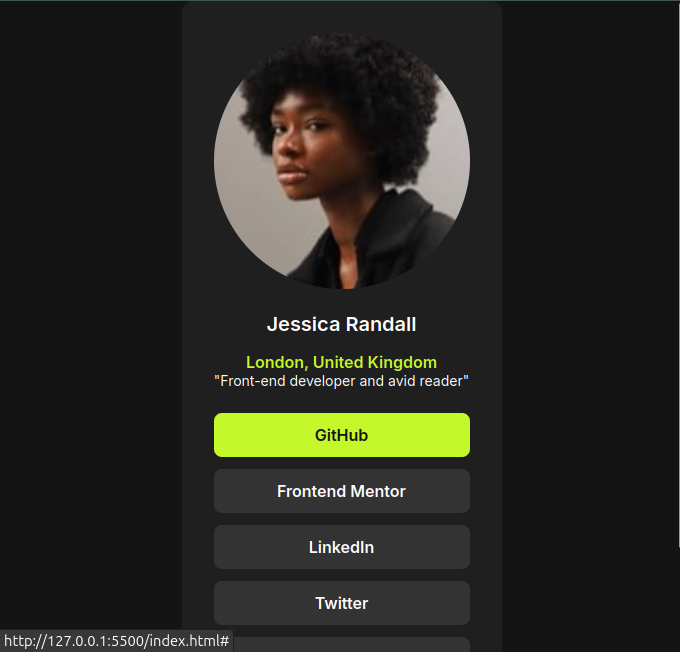 Jessica Randall
London, United Kingdom
"Front-end developer and avid reader"
GitHub
Frontend Mentor
LinkedIn
Twitter
http://127.0.0.1:5500/index.html#